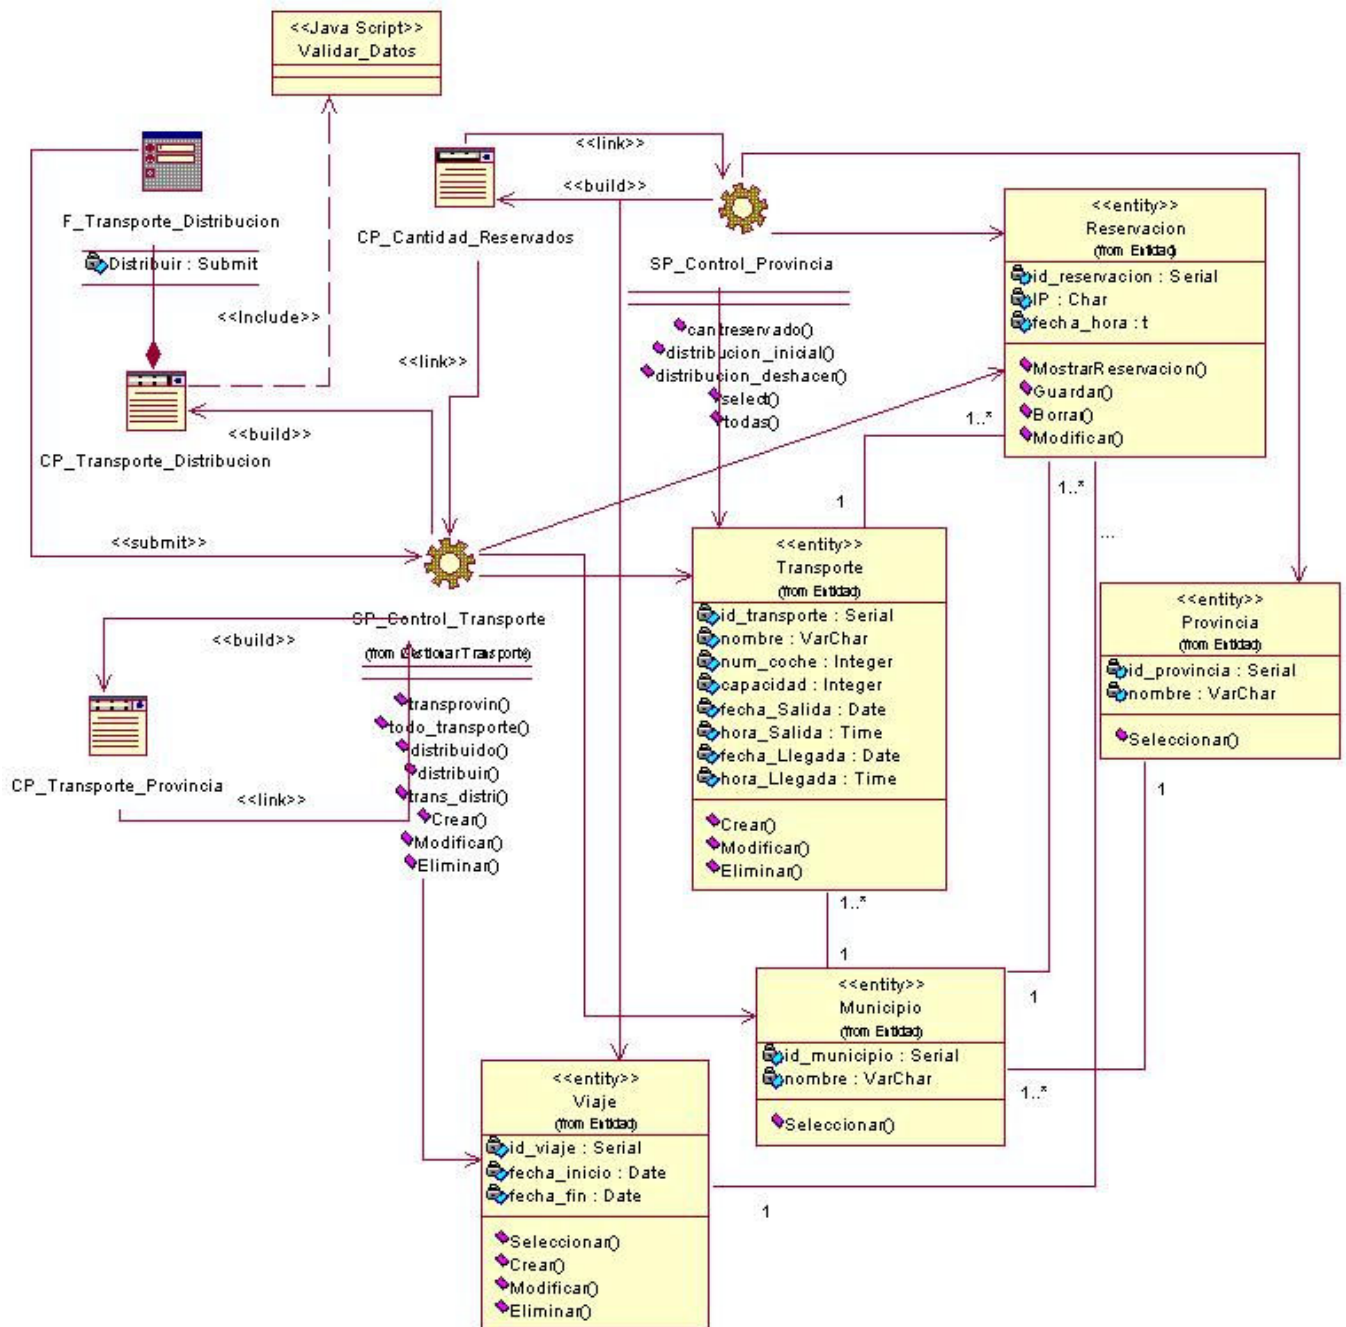 <<Java Script>>
Validar_Datos
F_Transporte_Distribucion
Distribuir : Submit
<<Include>>
CP_Transporte_Distribucion
<<build>>
<<submit>>
<<link>>
<<build>>
CP_Cantidad_Reservados
<<link>>
SP_Control_Provincia
cantreservado()
distribucion_inicial()
distribucion_deshacer()
select()
todas()
<<entity>>
Reservacion
(from Entidad)
id_reservacion : Serial
IP : Char
fecha_hora : t
MostrarReservacion()
Guardar()
Borrar()
Modificar()
1..*
1
1..*
...
<<entity>>
Transporte
(from Entidad)
id_transporte : Serial
nombre : VarChar
num_coche : Integer
capacidad : Integer
fecha_Salida : Date
hora_Salida : Time
fecha_Llegada : Date
hora_Llegada : Time
Crear()
Modificar()
Eliminar()
<<entity>>
Provincia
(from Entidad)
id_provincia : Serial
nombre : VarChar
Seleccionar()
1
SP_Control_Transporte
(from Gestionar Transporte)
transprovin()
todo_transporte()
distribuido()
distribuir()
trans_distri()
Crear()
Modificar()
Eliminar()
<<build>>
CP_Transporte_Provincia
<<link>>
1..*
1
<<entity>>
Municipio
(from Entidad)
id_municipio : Serial
nombre : VarChar
Seleccionar()
1
1..*
<<entity>>
Viaje
(from Entidad)
id_viaje : Serial
fecha_inicio : Date
fecha_fin : Date
Seleccionar()
Crear()
Modificar()
Eliminar()
1